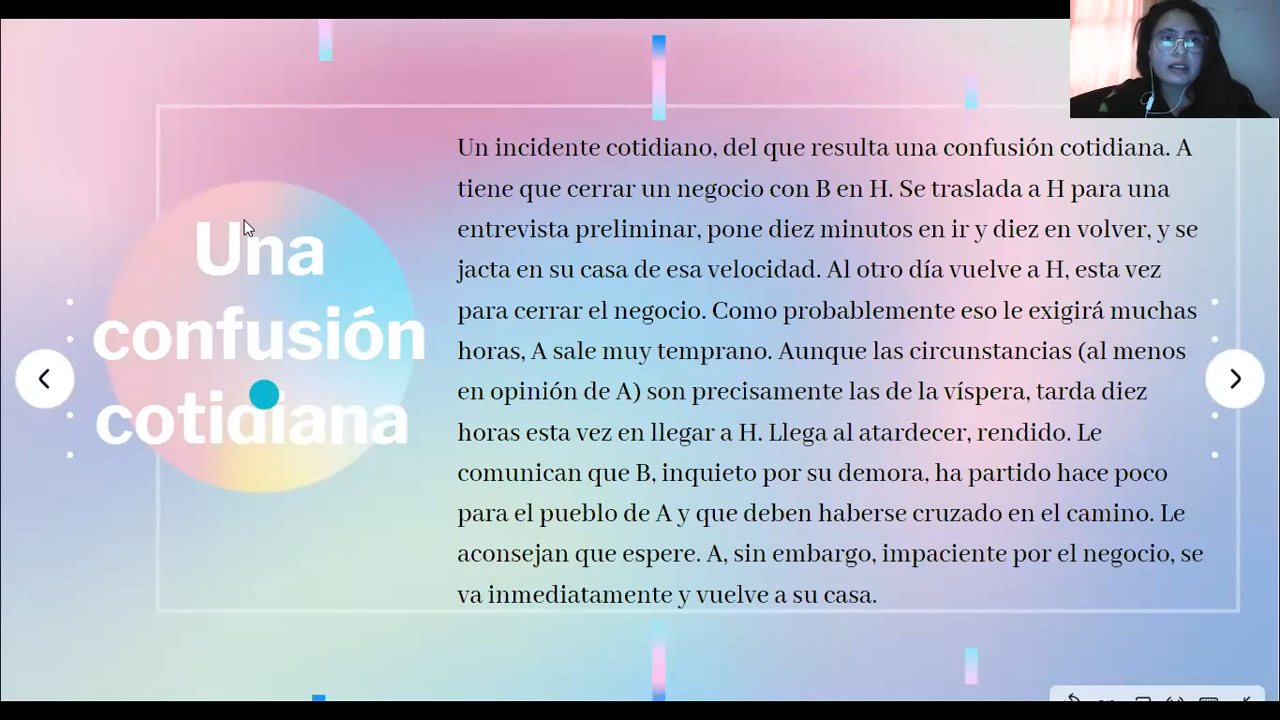 Una
confusión
cotidiana
Un incidente cotidiano, del que resulta una confusión cotidiana. A
tiene que cerrar un negocio con B en H. Se traslada a H para una
entrevista preliminar, pone diez minutos en ir y diez en volver, y se
jacta en su casa de esa velocidad. Al otro día vuelve a H, esta vez
para cerrar el negocio. Como probablemente eso le exigirá muchas
horas, A sale muy temprano. Aunque las circunstancias (al menos
en opinión de A) son precisamente las de la víspera, tarda diez
horas esta vez en llegar a H. Llega al atardecer, rendido. Le
comunican que B, inquieto por su demora, ha partido hace poco
para el pueblo de A y que deben haberse cruzado en el camino. Le
aconsejan que espere. A, sin embargo, impaciente por el negocio, se
va inmediatamente y vuelve a su casa.